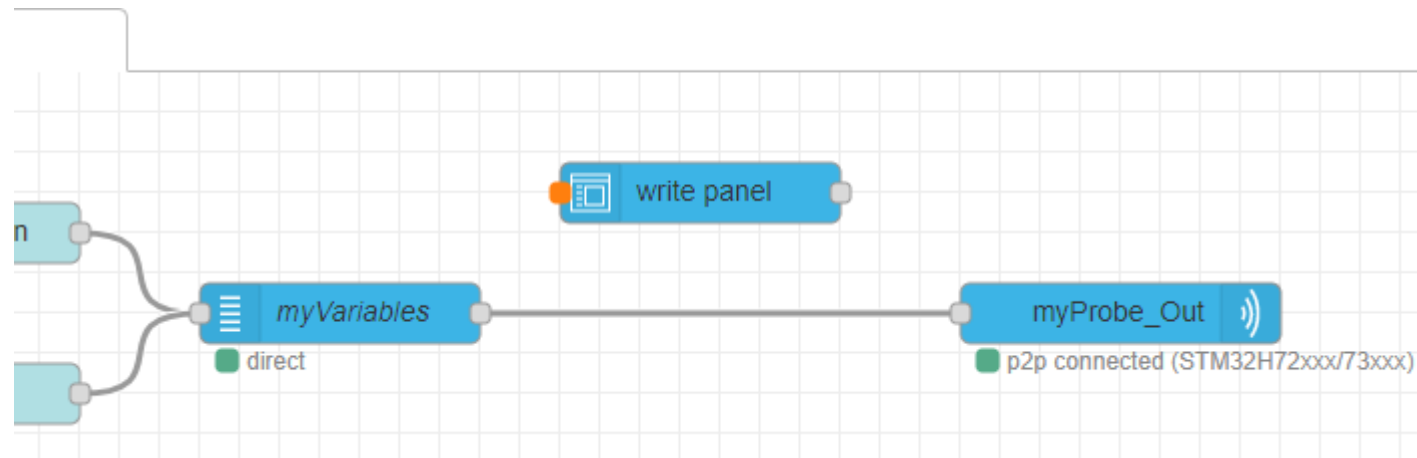 write panel
n
myVariables
myProbe_Out
direct
p2p connected (STM32H72xxx/73xxx)